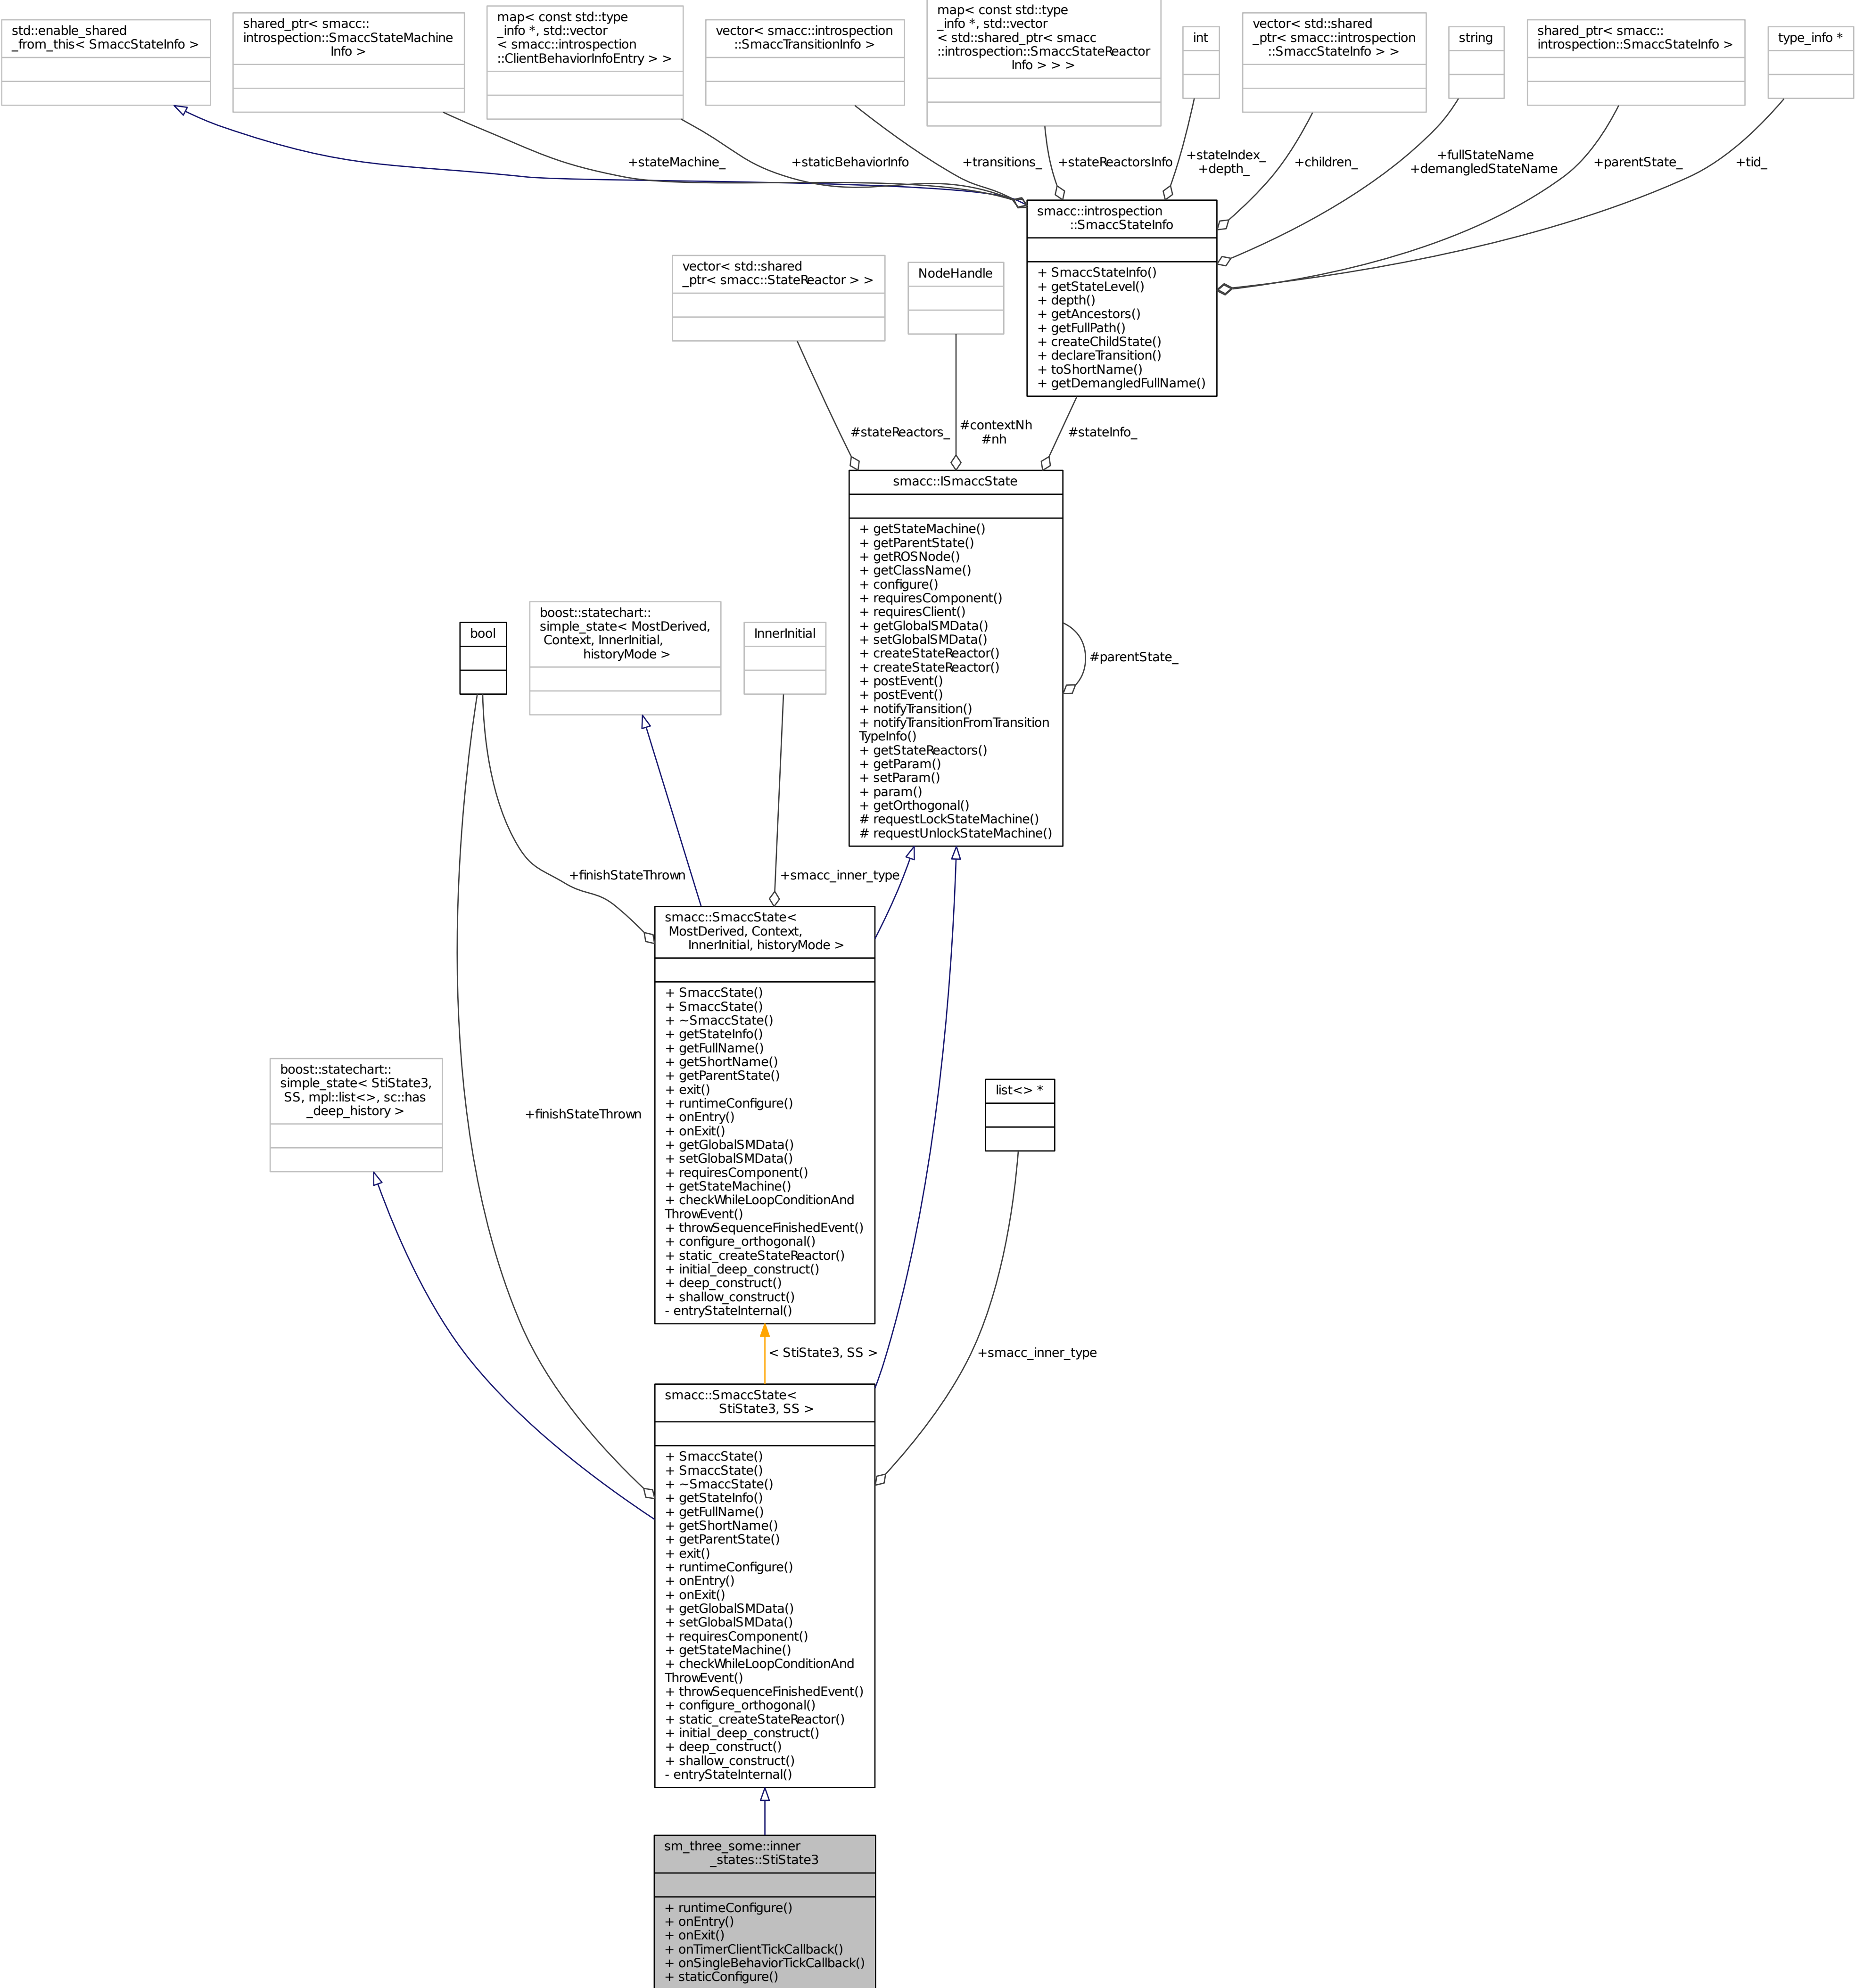 std::enable_shared
_from_this< SmaccStateInfo >
shared_ptr< smacc::
introspection::SmaccStateMachine
Info >
map< const std::type
_info *, std::vector
< smacc::introspection
::ClientBehaviorInfoEntry > >
vector< smacc::introspection
::SmaccTransitionInfo >
map< const std::type
_info *, std::vector
< std::shared_ptr< smacc
::introspection::SmaccStateReactor
Info > > >
int
vector< std::shared
_ptr< smacc::introspection
::SmaccStateInfo > >
string
shared_ptr< smacc::
introspection::SmaccStateInfo >
type_info *
+stateMachine_
+staticBehaviorInfo
+transitions_
+stateReactorsInfo
+stateIndex_
+depth_
+children_
+fullStateName
+demangledStateName
+parentState_
+tid_
smacc::introspection
::SmaccStateInfo
+ SmaccStateInfo()
+ getStateLevel()
+ depth()
+ getAncestors()
+ getFullPath()
+ createChildState()
+ declareTransition()
+ toShortName()
+ getDemangledFullName()
vector< std::shared
_ptr< smacc::StateReactor > >
NodeHandle
#stateReactors_
#contextNh
#nh
#stateInfo_
smacc::ISmaccState
+ getStateMachine()
+ getParentState()
+ getROSNode()
+ getClassName()
+ configure()
+ requiresComponent()
+ requiresClient()
+ getGlobalSMData()
+ setGlobalSMData()
+ createStateReactor()
+ createStateReactor()
+ postEvent()
+ postEvent()
+ notifyTransition()
+ notifyTransitionFromTransition
TypeInfo()
+ getStateReactors()
+ getParam()
+ setParam()
+ param()
+ getOrthogonal()
# requestLockStateMachine()
# requestUnlockStateMachine()
#parentState_
bool
boost::statechart::
simple_state< MostDerived,
Context, InnerInitial,
historyMode >
InnerInitial
+finishStateThrown
+smacc_inner_type
smacc::SmaccState<
MostDerived, Context,
InnerInitial, historyMode >
+ SmaccState()
+ SmaccState()
+ ~SmaccState()
+ getStateInfo()
+ getFullName()
+ getShortName()
+ getParentState()
+ exit()
+ runtimeConfigure()
+ onEntry()
+ onExit()
+ getGlobalSMData()
+ setGlobalSMData()
+ requiresComponent()
+ getStateMachine()
+ checkWhileLoopConditionAnd
ThrowEvent()
+ throwSequenceFinishedEvent()
+ configure_orthogonal()
+ static_createStateReactor()
+ initial_deep_construct()
+ deep_construct()
+ shallow_construct()
- entryStateInternal()
boost::statechart::
simple_state< StiState3,
SS, mpl::list<>, sc::has
_deep_history >
+finishStateThrown
list<> *
< StiState3, SS >
+smacc_inner_type
smacc::SmaccState<
StiState3, SS >
+ SmaccState()
+ SmaccState()
+ ~SmaccState()
+ getStateInfo()
+ getFullName()
+ getShortName()
+ getParentState()
+ exit()
+ runtimeConfigure()
+ onEntry()
+ onExit()
+ getGlobalSMData()
+ setGlobalSMData()
+ requiresComponent()
+ getStateMachine()
+ checkWhileLoopConditionAnd
ThrowEvent()
+ throwSequenceFinishedEvent()
+ configure_orthogonal()
+ static_createStateReactor()
+ initial_deep_construct()
+ deep_construct()
+ shallow_construct()
- entryStateInternal()
sm_three_some::inner
_states::StiState3
+ runtimeConfigure()
+ onEntry()
+ onExit()
+ onTimerClientTickCallback()
+ onSingleBehaviorTickCallback()
+ staticConfigure()